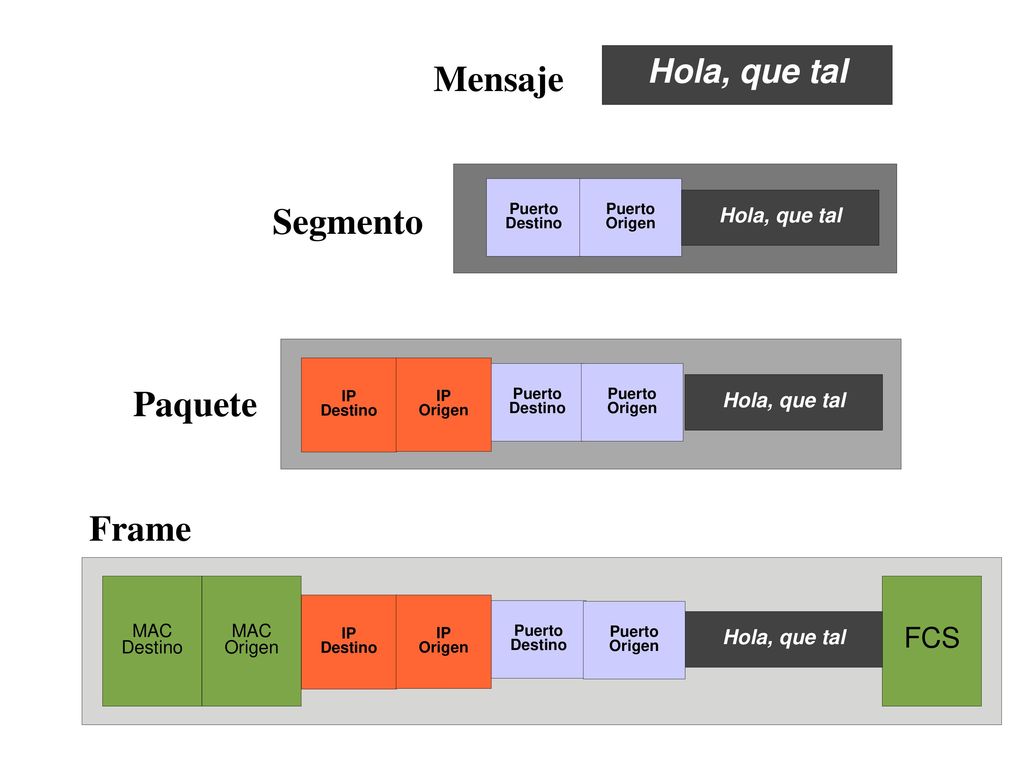 Mensaje
Hola, que tal
Segmento
Puerto
Destino
Puerto
Origen
Hola, que tal
Paquete
IP
Destino
IP
Origen
Puerto
Destino
Puerto
Origen
Hola, que tal
Frame
MAC
Destino
MAC
Origen
IP
Destino
IP
Origen
Puerto
Destino
Puerto
Origen
Hola, que tal
FCS